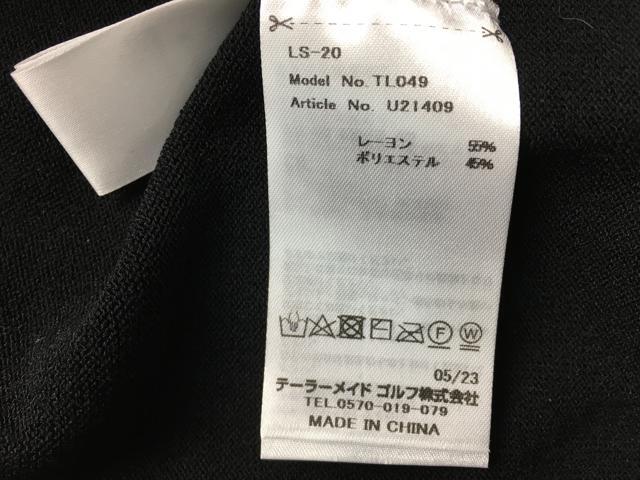 LS-20
Model No. TL049
Article No. U21409
レーヨン 55%
ポリエステル 45%
F W
05/23
テーラーメイド ゴルフ株式会社
TEL.0570-019-079
MADE IN CHINA